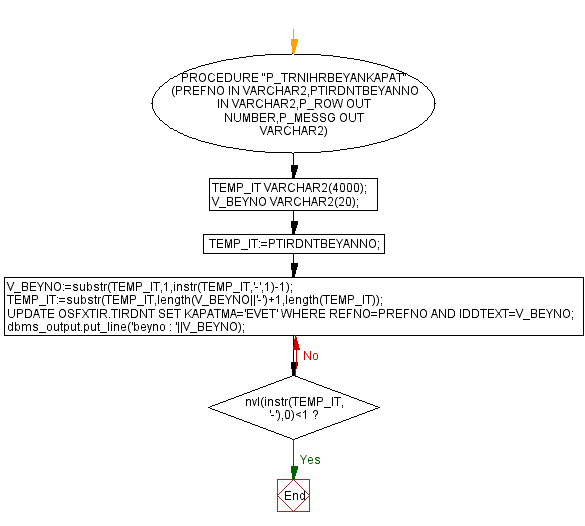 PROCEDURE "P_TRNIHRBEYANKAPAT"
(PREFNO IN VARCHAR2,PTIRDNTBEYANNO
IN VARCHAR2,P_ROW OUT
NUMBER,P_MESSG OUT
VARCHAR2)
TEMP_IT VARCHAR2(4000);
V_BEYNO VARCHAR2(20);
TEMP_IT:=PTIRDNTBEYANNO;
V_BEYNO:=substr(TEMP_IT,1,instr(TEMP_IT,'-',1)-1);
TEMP_IT:=substr(TEMP_IT,length(V_BEYNO||'-')+1,length(TEMP_IT));
UPDATE OSFXTIR.TIRDNT SET KAPATMA='EVET' WHERE REFNO=PREFNO AND IDDTEXT=V_BEYNO;
dbms_output.put_line('beyno : '||V_BEYNO);
No
nvl(instr(TEMP_IT,
'-'),0)<1 ?
Yes
End